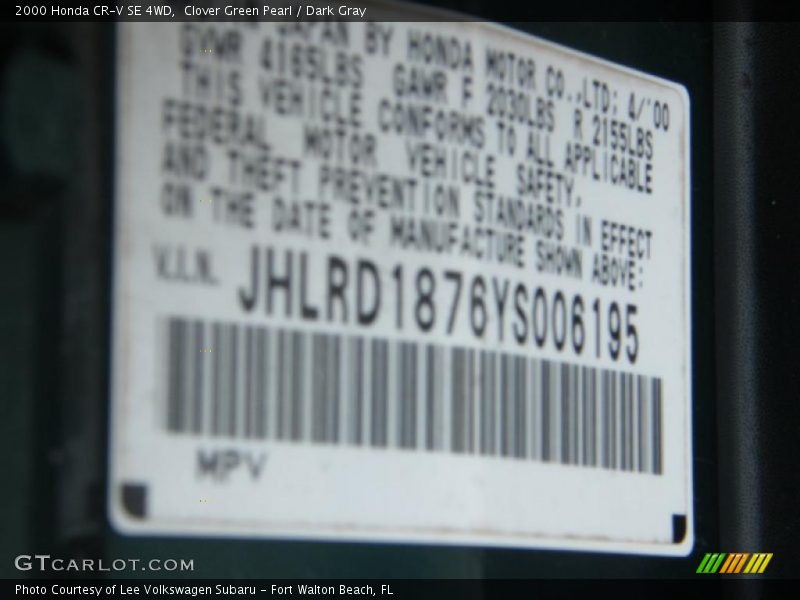 2000 Honda CR-V SE 4WD,  Clover Green Pearl / Dark Gray
JAPAN BY HONDA MOTOR CO.,LTD; 4/'00
GVWR 4165LBS GAWR F 2030LBS R 2155LBS
THIS VEHICLE CONFORMS TO ALL APPLICABLE
FEDERAL MOTOR VEHICLE SAFETY,
AND THEFT PREVENTION STANDARDS IN EFFECT
ON THE DATE OF MANUFACTURE SHOWN ABOVE:
V.I.N. JHLRD1876YS006195
MPV
GTCARLOT.COM
Photo Courtesy of Lee Volkswagen Subaru - Fort Walton Beach, FL